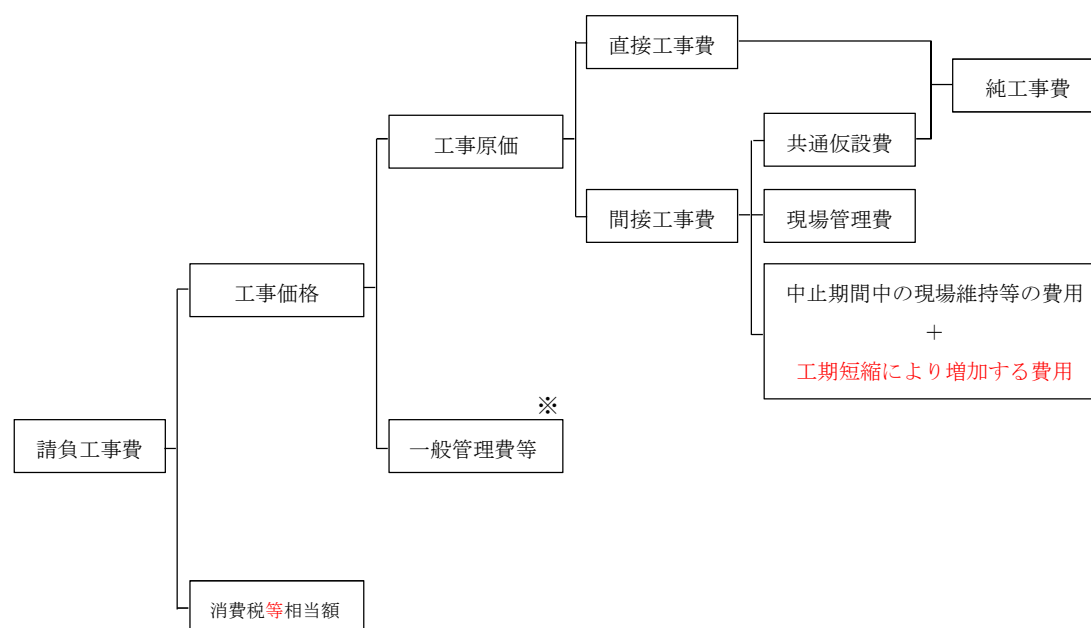 直接工事費
純工事費
工事原価
共通仮設費
間接工事費
現場管理費
工事価格
中止期間中の現場維持等の費用
+
工期短縮により増加する費用
※
請負工事費
一般管理費等
消費税等相当額